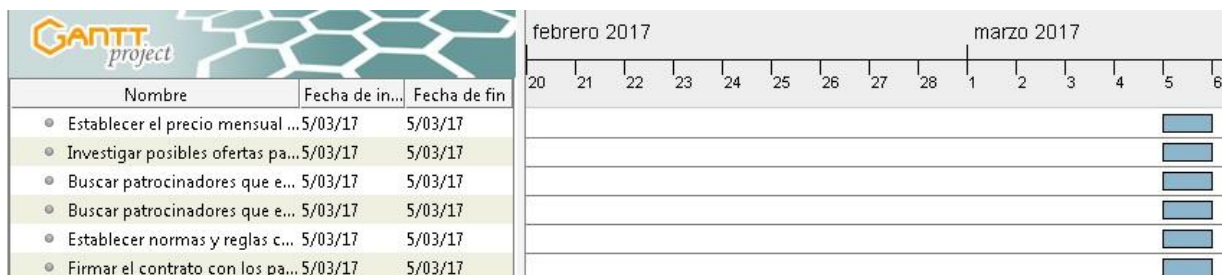 GANTT
project
febrero 2017 marzo 2017
20 21 22 23 24 25 26 27 28 1 2 3 4 5 6
Nombre Fecha de in... Fecha de fin
Establecer el precio mensual ... 5/03/17 5/03/17
Investigar posibles ofertas pa... 5/03/17 5/03/17
Buscar patrocinadores que e... 5/03/17 5/03/17
Buscar patrocinadores que e... 5/03/17 5/03/17
Establecer normas y reglas c... 5/03/17 5/03/17
Firmar el contrato con los pa... 5/03/17 5/03/17